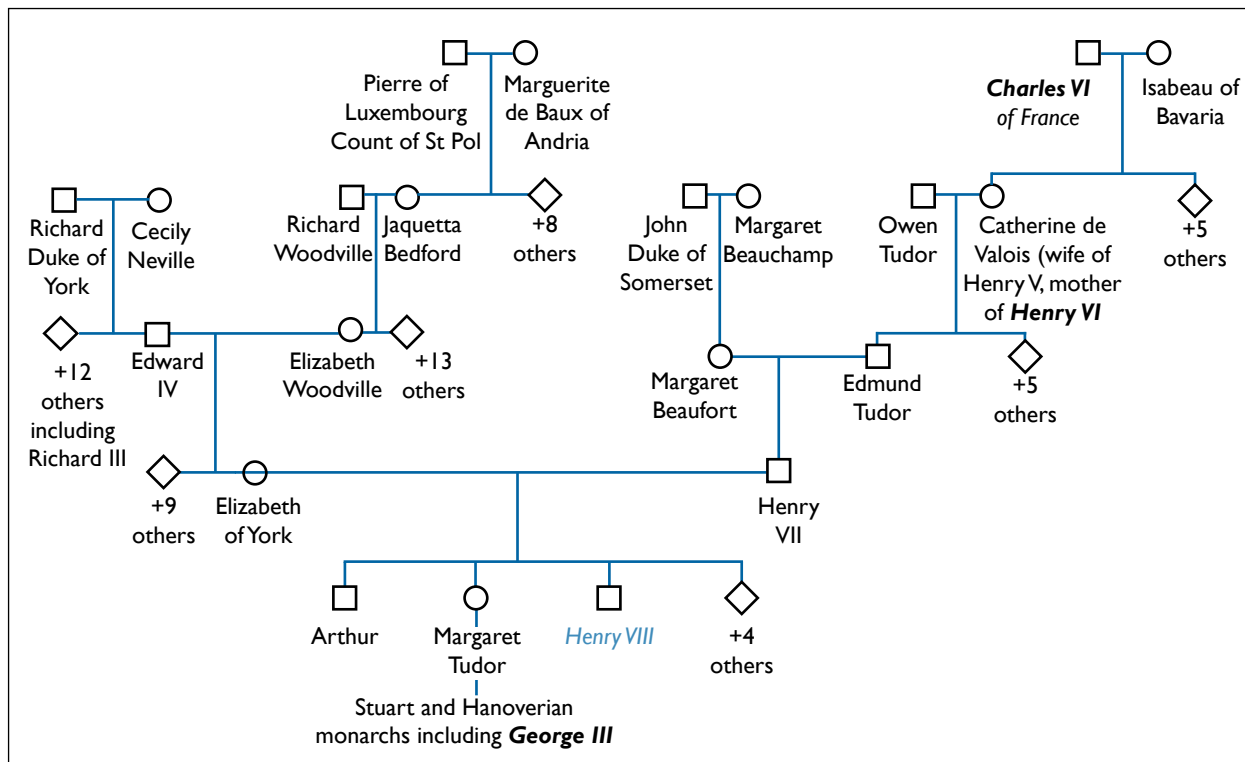 Pierre of
Luxembourg
Count of St Pol
Marguerite
de Baux of
Andria
Charles VI
of France
Isabeau of
Bavaria
Richard
Duke of
York
Cecily
Neville
Richard
Woodville
Jaquetta
Bedford
+8
others
John
Duke of
Somerset
Margaret
Beauchamp
Owen
Tudor
Catherine de
Valois (wife of
Henry V, mother
of Henry VI
+5
others
+12
others
including
Richard III
Edward
IV
Elizabeth
Woodville
+13
others
Margaret
Beaufort
Edmund
Tudor
+5
others
+9
others
Elizabeth
of York
Henry
VII
Arthur
Margaret
Tudor
Henry VIII
+4
others
Stuart and Hanoverian
monarchs including George III